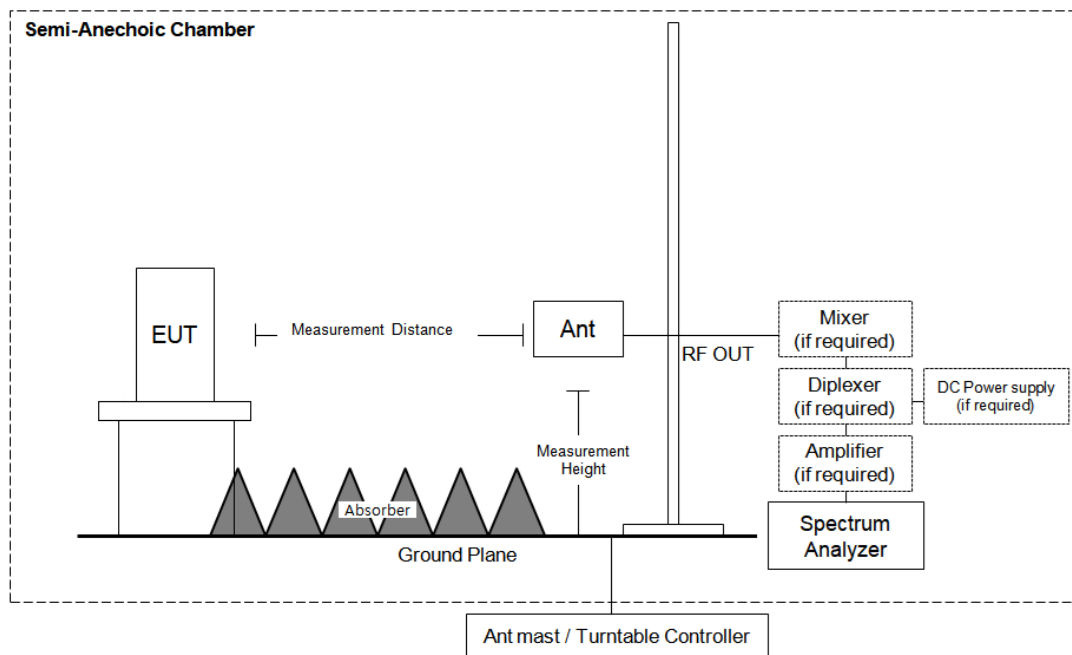 Semi-Anechoic Chamber
EUT
Measurement Distance
Ant
RF OUT
Mixer
(if required)
Diplexer
(if required)
DC Power supply
(if required)
Measurement
Height
Amplifier
(if required)
Absorber
Spectrum
Analyzer
Ground Plane
Ant mast / Turntable Controller